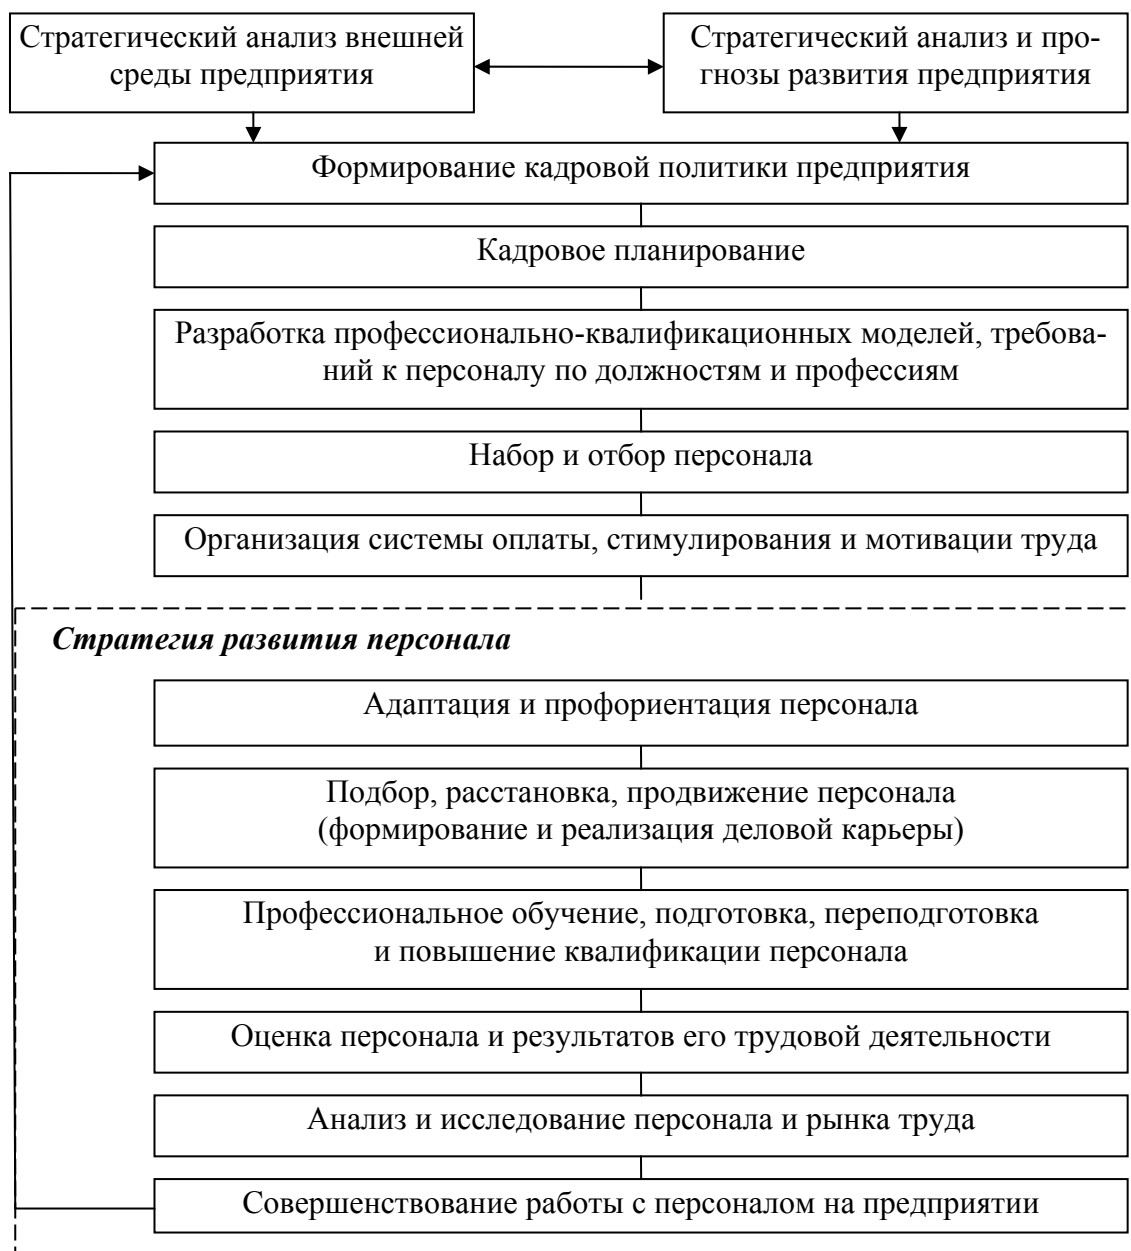 Стратегический анализ внешней
среды предприятия
Стратегический анализ и про-
гнозы развития предприятия
Формирование кадровой политики предприятия
Кадровое планирование
Разработка профессионально-квалификационных моделей, требова-
ний к персоналу по должностям и профессиям
Набор и отбор персонала
Организация системы оплаты, стимулирования и мотивации труда
Стратегия развития персонала
Адаптация и профориентация персонала
Подбор, расстановка, продвижение персонала
(формирование и реализация деловой карьеры)
Профессиональное обучение, подготовка, переподготовка
и повышение квалификации персонала
Оценка персонала и результатов его трудовой деятельности
Анализ и исследование персонала и рынка труда
Совершенствование работы с персоналом на предприятии